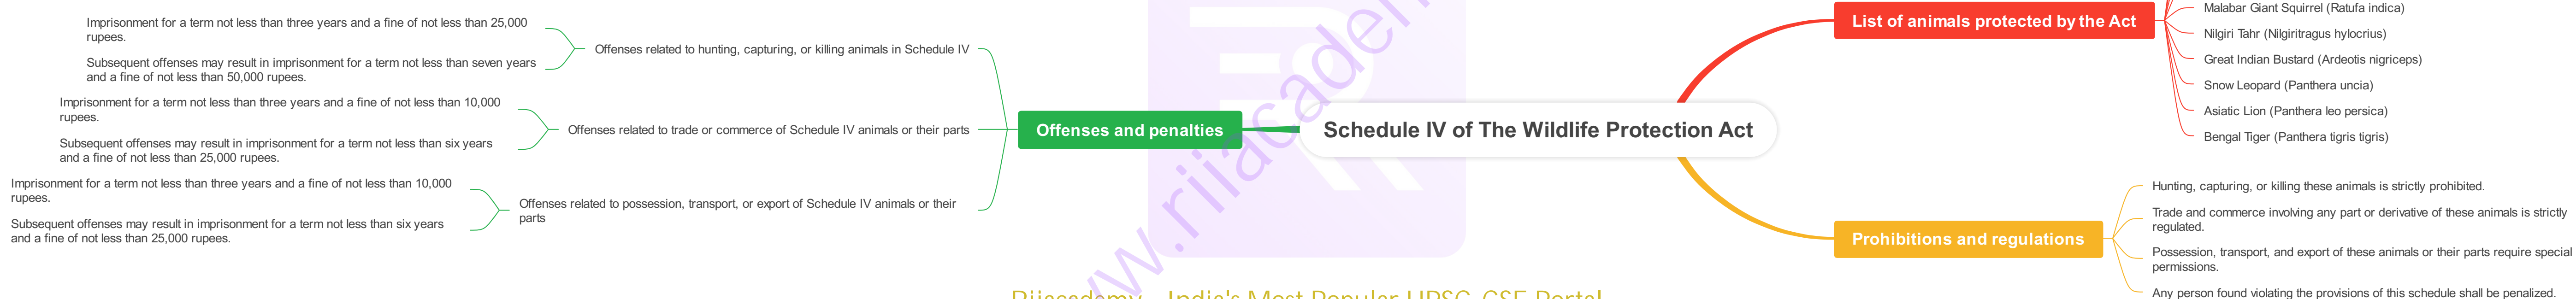 Schedule IV of The Wildlife Protection Act
List of animals protected by the Act
Malabar Giant Squirrel (Ratufa indica)
Nilgiri Tahr (Nilgiritragus hylocrius)
Great Indian Bustard (Ardeotis nigriceps)
Snow Leopard (Panthera uncia)
Asiatic Lion (Panthera leo persica)
Bengal Tiger (Panthera tigris tigris)
Prohibitions and regulations
Hunting, capturing, or killing these animals is strictly prohibited.
Trade and commerce involving any part or derivative of these animals is strictly
regulated.
Possession, transport, and export of these animals or their parts require special
permissions.
Any person found violating the provisions of this schedule shall be penalized.
Offenses and penalties
Offenses related to hunting, capturing, or killing animals in Schedule IV
Imprisonment for a term not less than three years and a fine of not less than 25,000
rupees.
Subsequent offenses may result in imprisonment for a term not less than seven years
and a fine of not less than 50,000 rupees.
Offenses related to trade or commerce of Schedule IV animals or their parts
Imprisonment for a term not less than three years and a fine of not less than 10,000
rupees.
Subsequent offenses may result in imprisonment for a term not less than six years
and a fine of not less than 25,000 rupees.
Offenses related to possession, transport, or export of Schedule IV animals or their
parts
Imprisonment for a term not less than three years and a fine of not less than 10,000
rupees.
Subsequent offenses may result in imprisonment for a term not less than six years
and a fine of not less than 25,000 rupees.
Rijacademy - India's Most Popular UPSC-CSE Portal